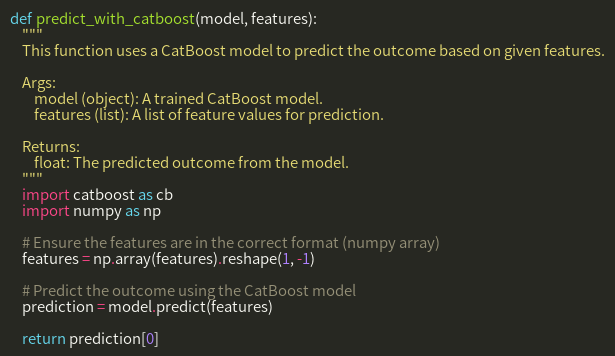 def predict_with_catboost(model, features):
    """
    This function uses a CatBoost model to predict the outcome based on given features.

    Args:
        model (object): A trained CatBoost model.
        features (list): A list of feature values for prediction.

    Returns:
        float: The predicted outcome from the model.
    """
    import catboost as cb
    import numpy as np

    # Ensure the features are in the correct format (numpy array)
    features = np.array(features).reshape(1, -1)

    # Predict the outcome using the CatBoost model
    prediction = model.predict(features)

    return prediction[0]